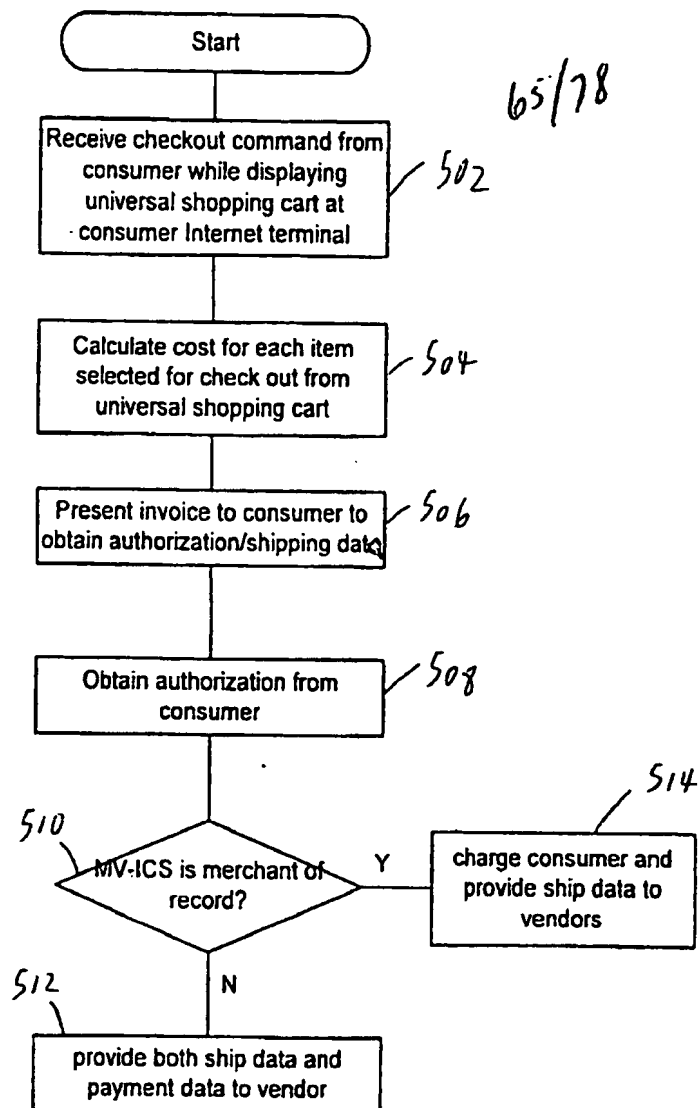 Start
65/78
Receive checkout command from
consumer while displaying
universal shopping cart at
consumer Internet terminal
502
Calculate cost for each item
selected for check out from
universal shopping cart
504
Present invoice to consumer to
obtain authorization/shipping data
506
Obtain authorization from
consumer
508
510
MV-ICS is merchant of
record?
Y
514
charge consumer and
provide ship data to
vendors
N
512
provide both ship data and
payment data to vendor